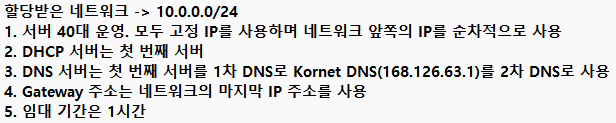 할당받은 네트워크 -> 10.0.0.0/24
1. 서버 40대 운영. 모두 고정 IP를 사용하며 네트워크 앞쪽의 IP를 순차적으로 사용
2. DHCP 서버는 첫 번째 서버
3. DNS 서버는 첫 번째 서버를 1차 DNS로 Kornet DNS(168.126.63.1)를 2차 DNS로 사용
4. Gateway 주소는 네트워크의 마지막 IP 주소를 사용
5. 임대 기간은 1시간